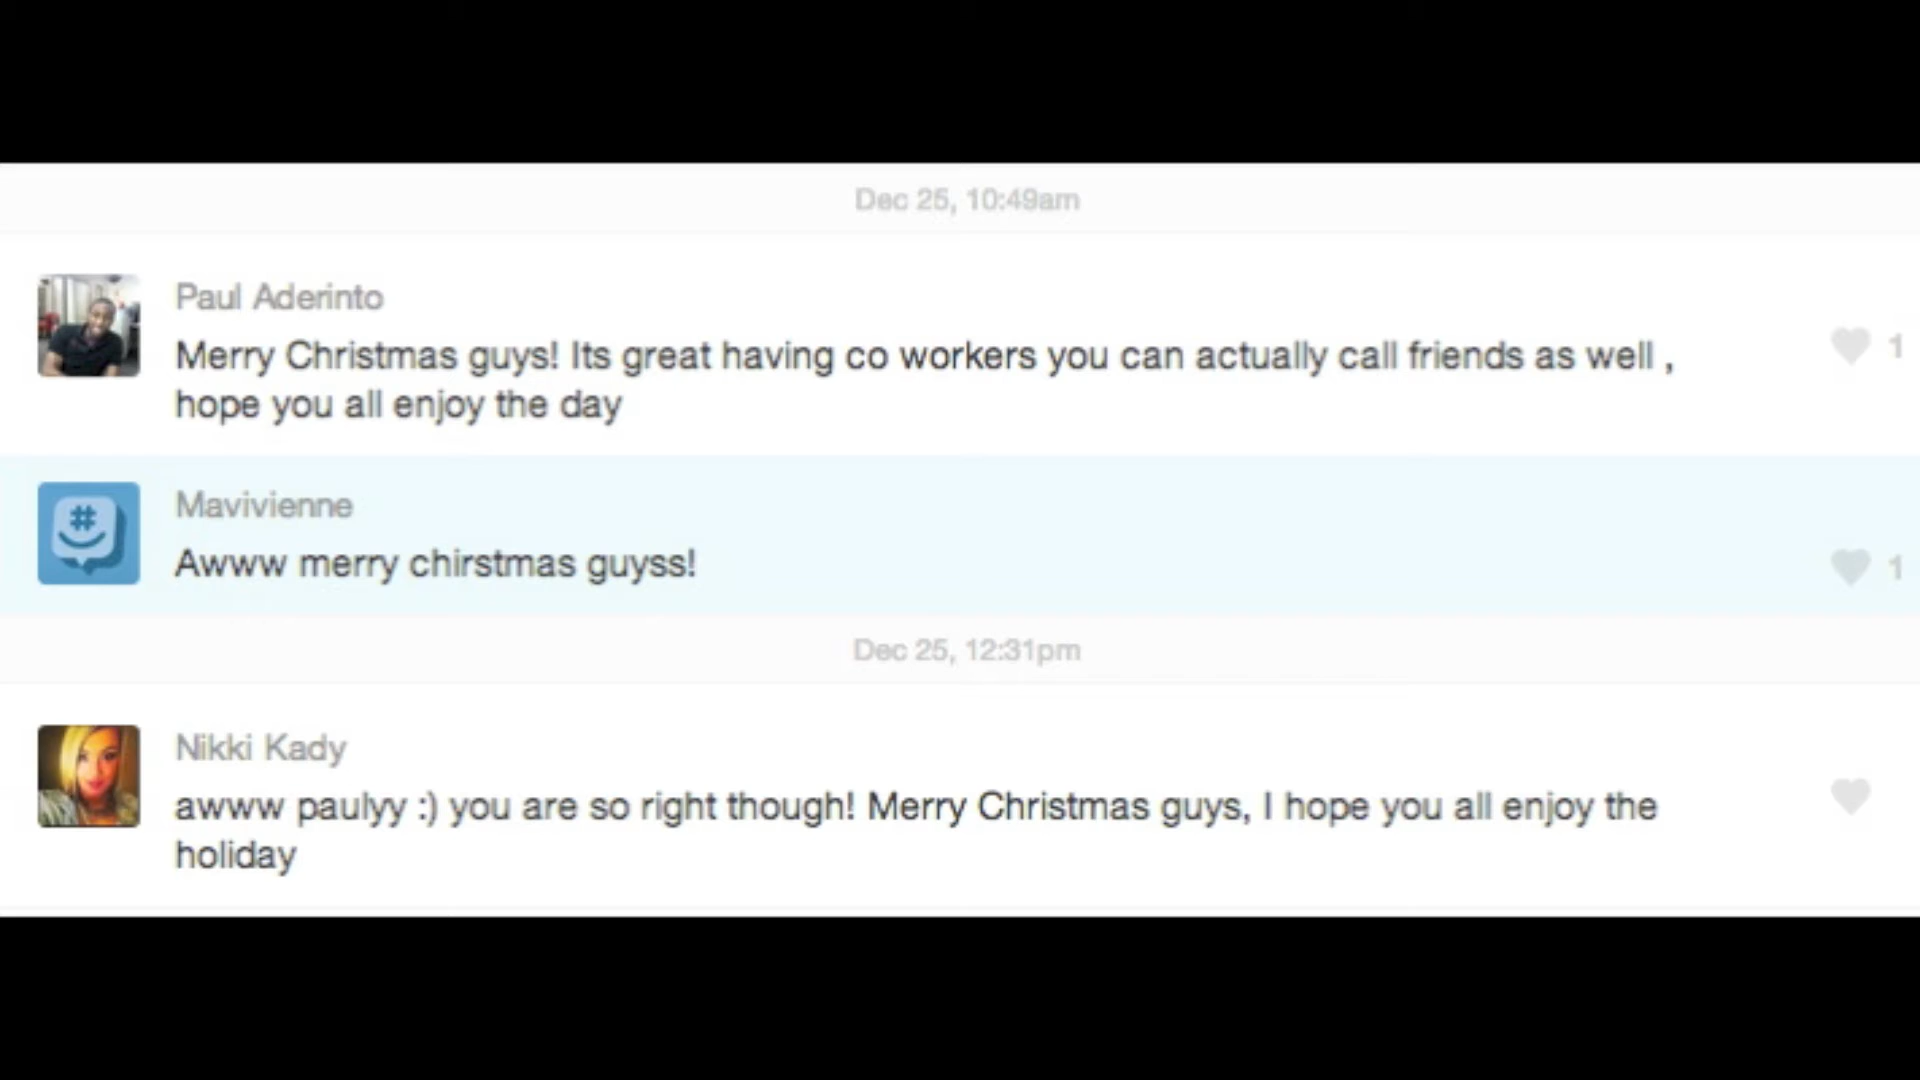 Dec 25, 10:49am
Paul Aderinto
Merry Christmas guys! Its great having co workers you can actually call friends as well ,
1
hope you all enjoy the day
Mavivienne
Awww merry chirstmas guyss!
1
Dec 25, 12:31pm
Nikki Kady
awww paulyy :) you are so right though! Merry Christmas guys, I hope you all enjoy the
holiday